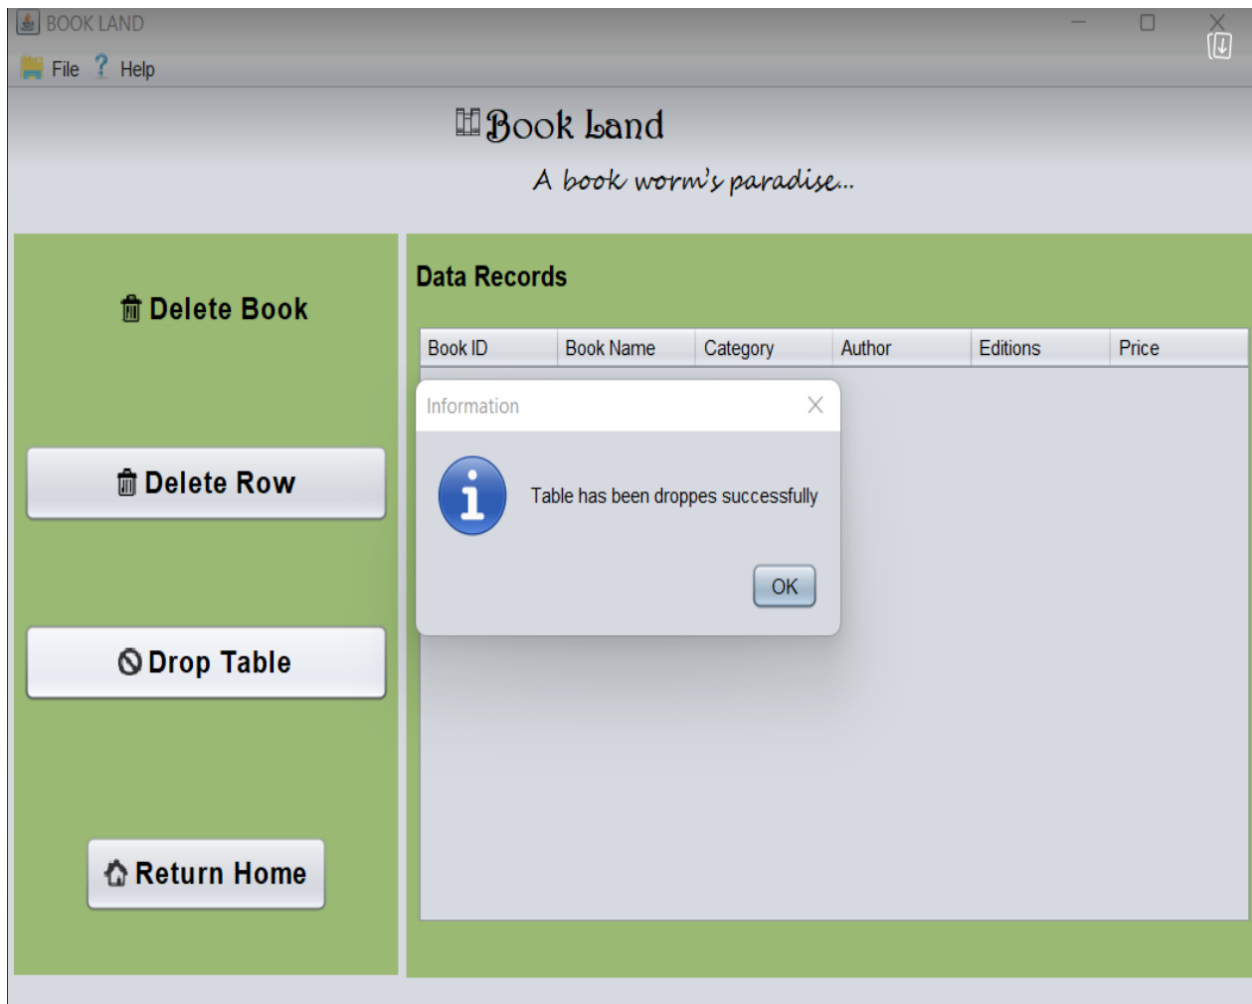 BOOK LAND
File Help
Book Land
A book worm's paradise...
Delete Book
Delete Row
Drop Table
Return Home
Data Records
Book ID Book Name Category Author Editions Price
Information
Table has been droppes successfully
OK